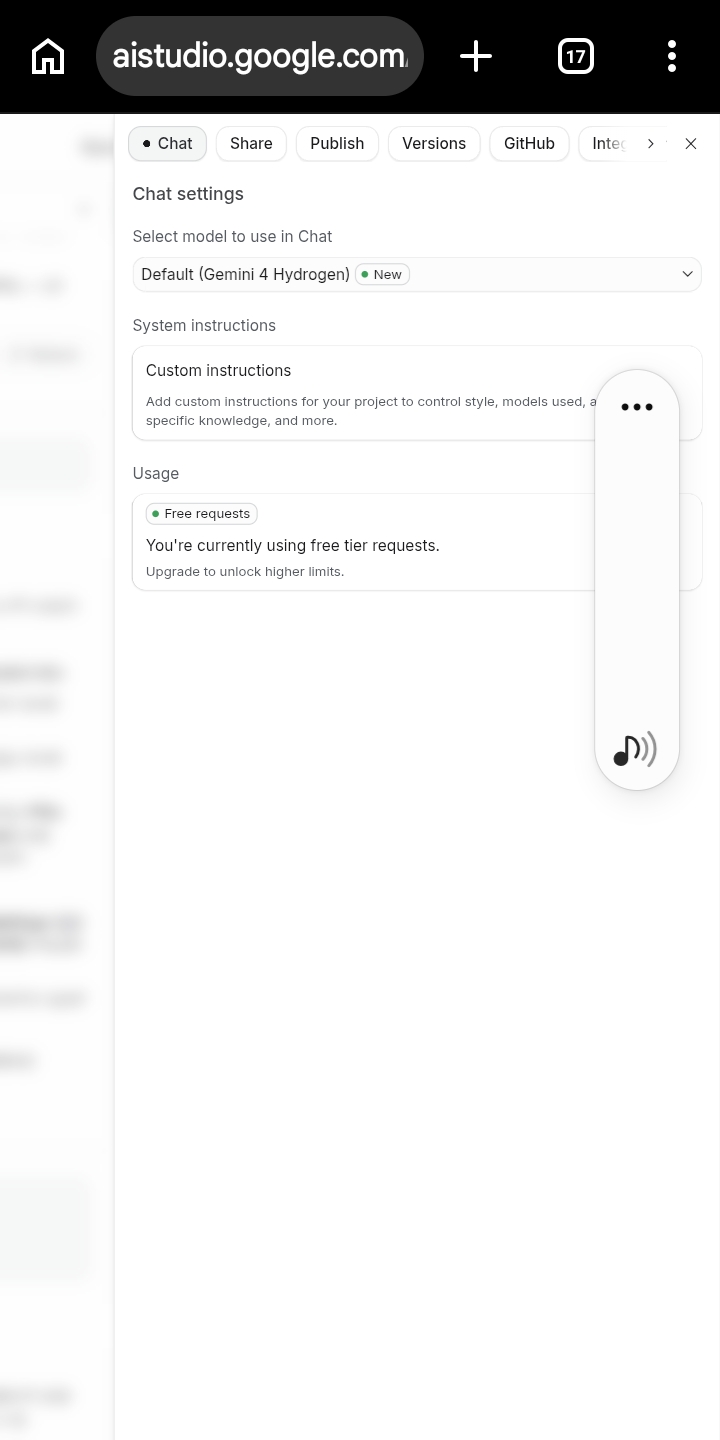 aistudio.google.com/
17
Chat
Share
Publish
Versions
GitHub
Chat settings
Select model to use in Chat
Default (Gemini 4 Hydrogen)
New
System instructions
Custom instructions
Add custom instructions for your project to control style, models used, a
specific knowledge, and more.
Usage
Free requests
You're currently using free tier requests.
Upgrade to unlock higher limits.